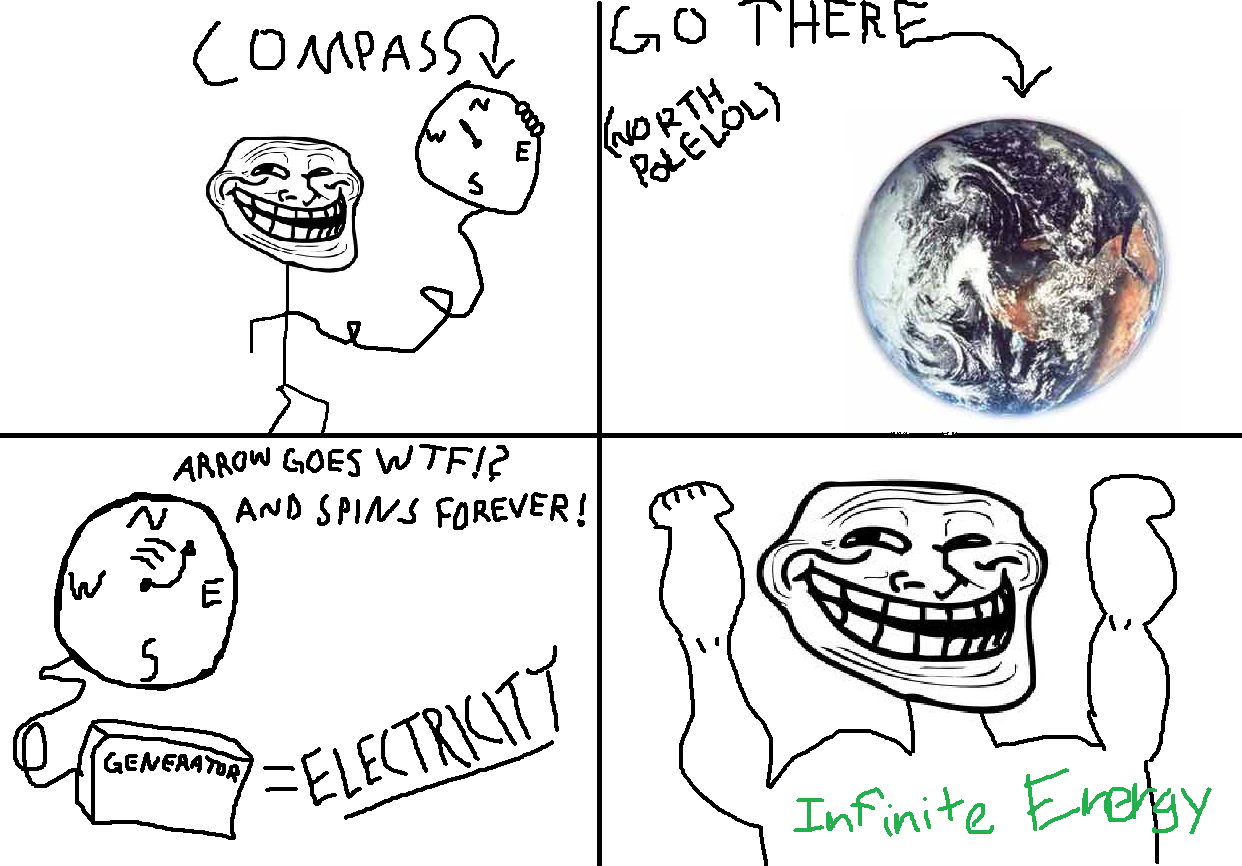 COMPASS
N
W
E
S
GO THERE
(NORTH
POLE LOL)
ARROW GOES WTF!?
AND SPINS FOREVER!
N
W
E
S
GENERATOR
=ELECTRICITY
Infinite Energy